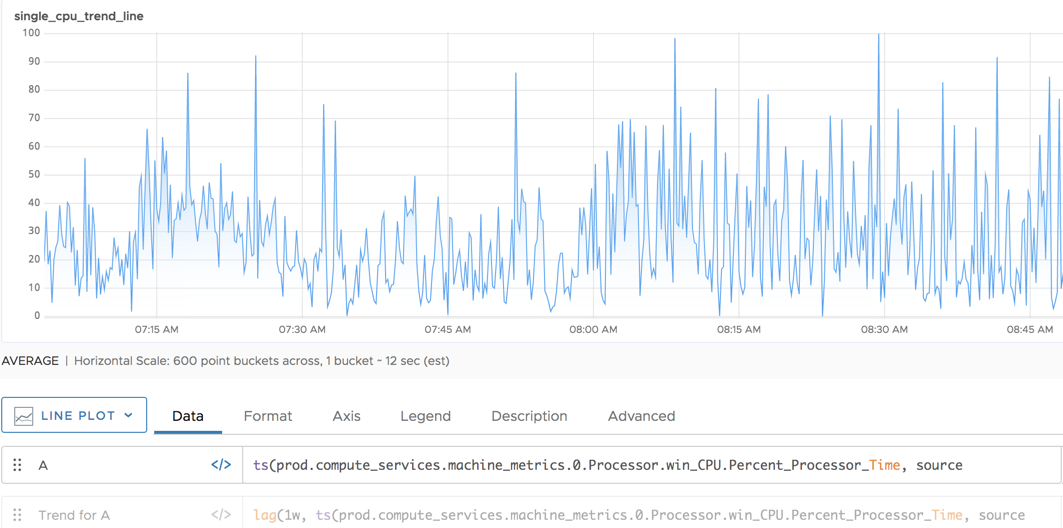 single_cpu_trend_line
100
90
80
70
60
50
40
30
20
10
0
07:15 AM 07:30 AM 07:45 AM 08:00 AM 08:15 AM 08:30 AM 08:45 AM
AVERAGE | Horizontal Scale: 600 point buckets across, 1 bucket ~ 12 sec (est)
LINE PLOT Data Format Axis Legend Description Advanced
A </> ts(prod.compute_services.machine_metrics.0.Processor.win_CPU.Percent_Processor_Time, source
Trend for A </> lag(1w, ts(prod.compute_services.machine_metrics.0.Processor.win_CPU.Percent_Processor_Time, source